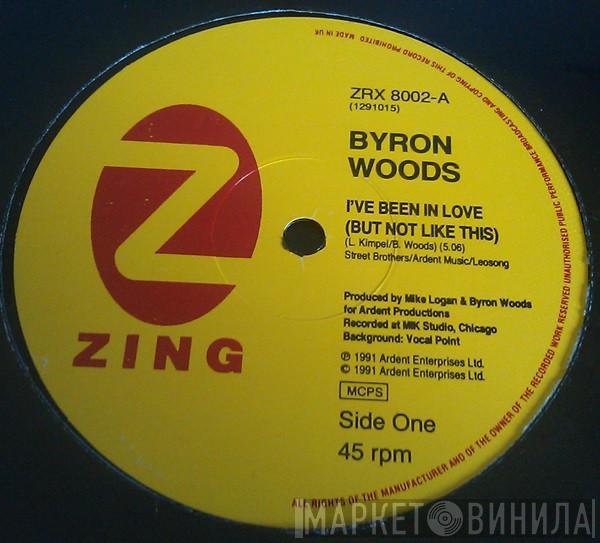 ZRX 8002-A
(1291015)
BYRON
WOODS
I'VE BEEN IN LOVE
(BUT NOT LIKE THIS)
(L. Kimpel/B. Woods) (5.06)
Street Brothers/Ardent Music/Leosong
Produced by Mike Logan & Byron Woods
for Ardent Productions
Recorded at MIK Studio, Chicago
Background: Vocal Point
℗ 1991 Ardent Enterprises Ltd.
© 1991 Ardent Enterprises Ltd.
MCPS
Side One
45 rpm
Z
ZING
ALL RIGHTS OF THE MANUFACTURER AND OF THE OWNER OF THE RECORDED WORK RESERVED UNAUTHORISED PUBLIC PERFORMANCE BROADCASTING AND COPYING OF THIS RECORD PROHIBITED MADE IN UK
МАРКЕТ ВИНИЛА